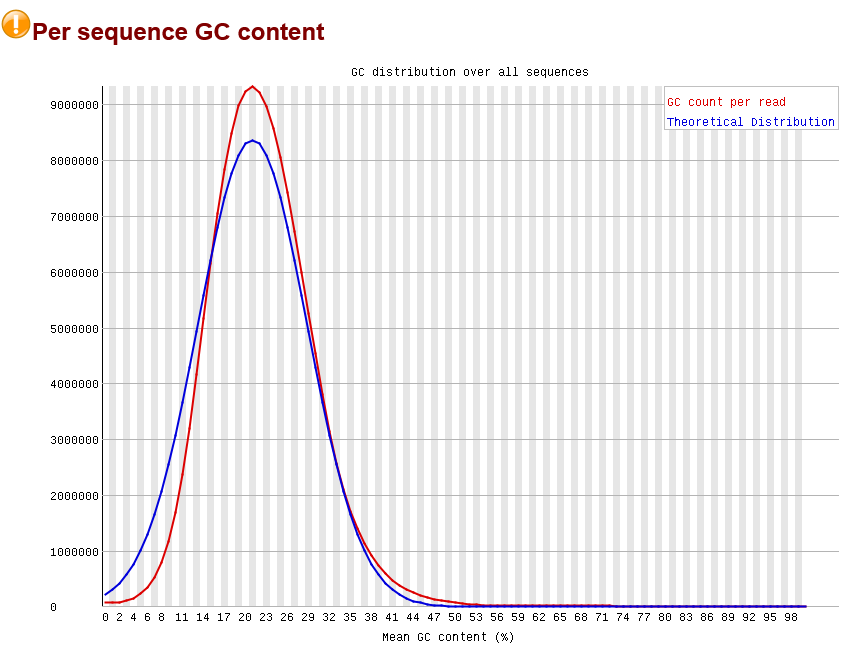 Per sequence GC content
GC distribution over all sequences
GC count per read
Theoretical Distribution
9000000
8000000
7000000
6000000
5000000
4000000
3000000
2000000
1000000
0
0 2 4 6 8 11 14 17 20 23 26 29 32 35 38 41 44 47 50 53 56 59 62 65 68 71 74 77 80 83 86 89 92 95 98
Mean GC content (%)